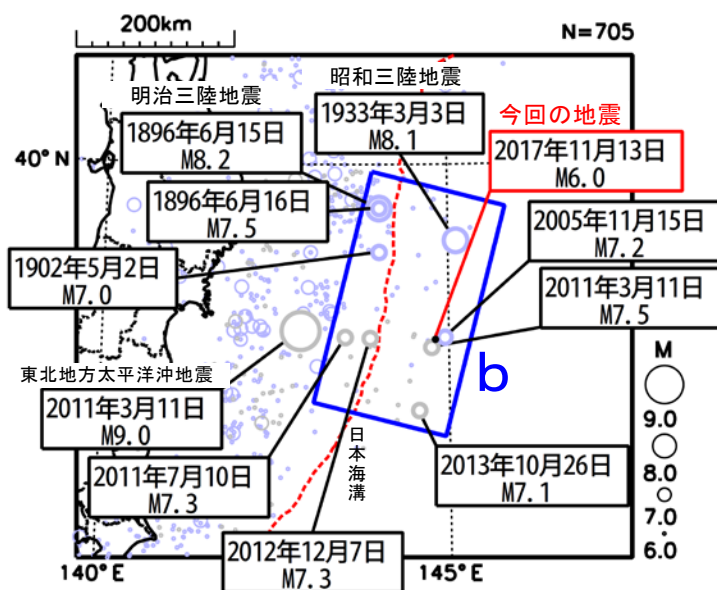 200km
N=705
明治三陸地震
昭和三陸地震
1933年3月3日
M8.1
今回の地震
1896年6月15日
M8.2
2017年11月13日
M6.0
40°N
1896年6月16日
M7.5
2005年11月15日
M7.2
1902年5月2日
M7.0
2011年3月11日
M7.5
東北地方太平洋沖地震
2011年3月11日
M9.0
b
M
9.0
8.0
7.0
6.0
日本海溝
2011年7月10日
M7.3
2013年10月26日
M7.1
2012年12月7日
M7.3
140°E
145°E